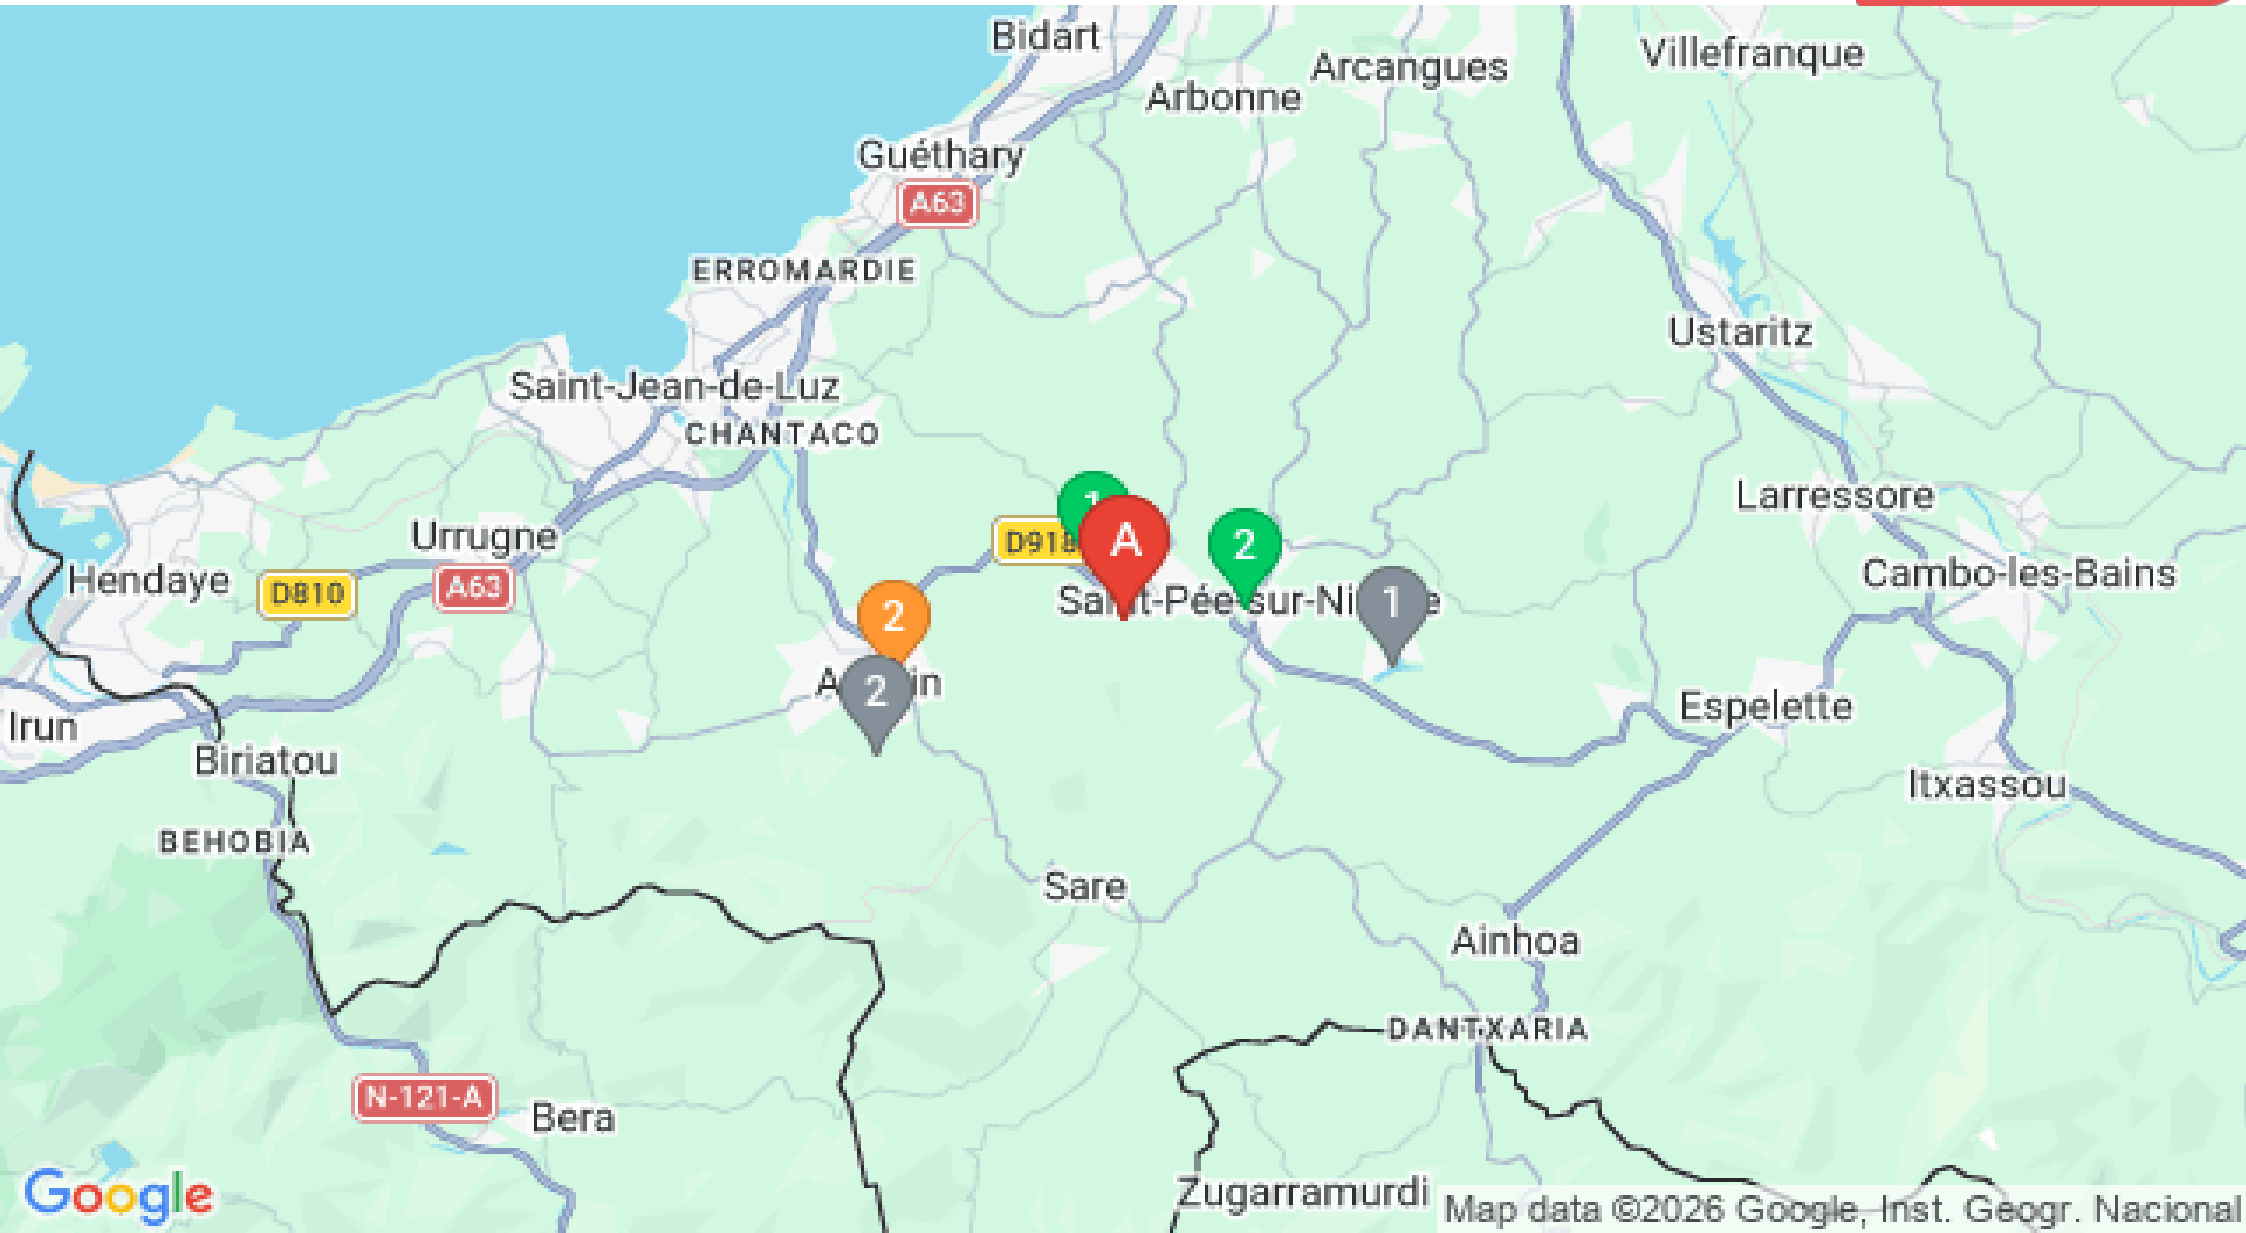 Bidart
Villefranque
Arcangues
Arbonne
Guéthary
A63
ERROMARDIE
Ustaritz
Saint-Jean-de-Luz
CHANTACO
Larressore
1
A
D918
2
Urrugne
Cambo-les-Bains
Hendaye
D810
A63
2
1
2
Espelette
Irun
Biriatou
Itxassou
BEHOBIA
Sare
Ainhoa
DANTXARIA
N-121-A
Bera
Zugarramurdi
Google
Map data ©2026 Google, Inst. Geogr. Nacional